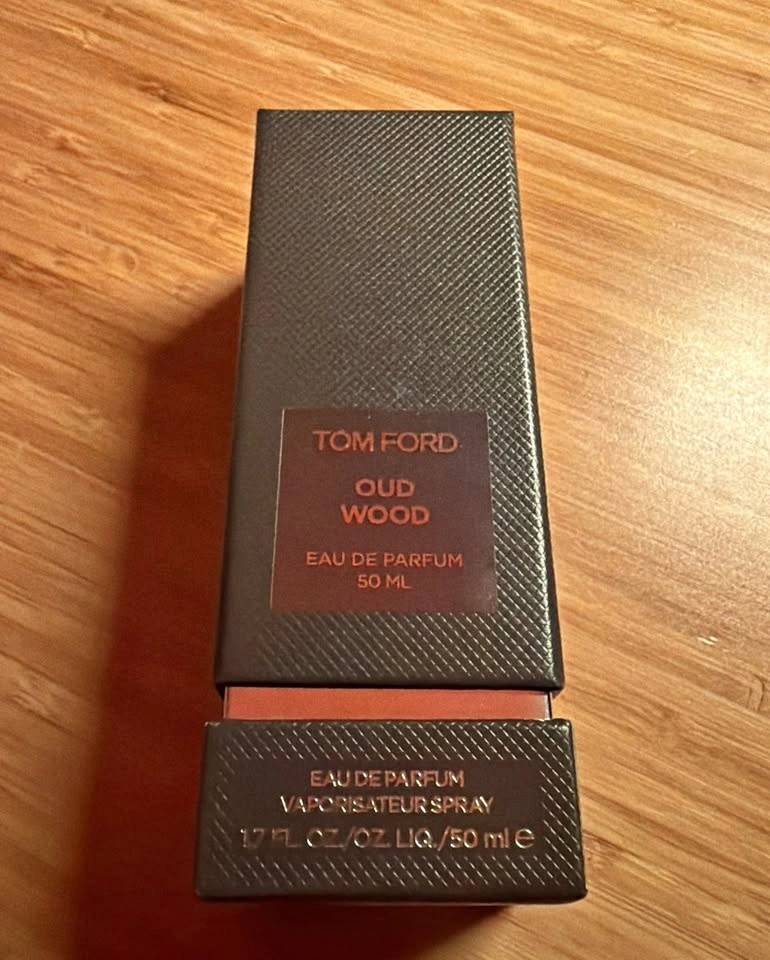 TOM FORD
OUD
WOOD
EAU DE PARFUM
50 ML
EAU DE PARFUM
VAPORISATEUR SPRAY
1.7 FL. OZ./OZ. LIQ./50 ml ℮